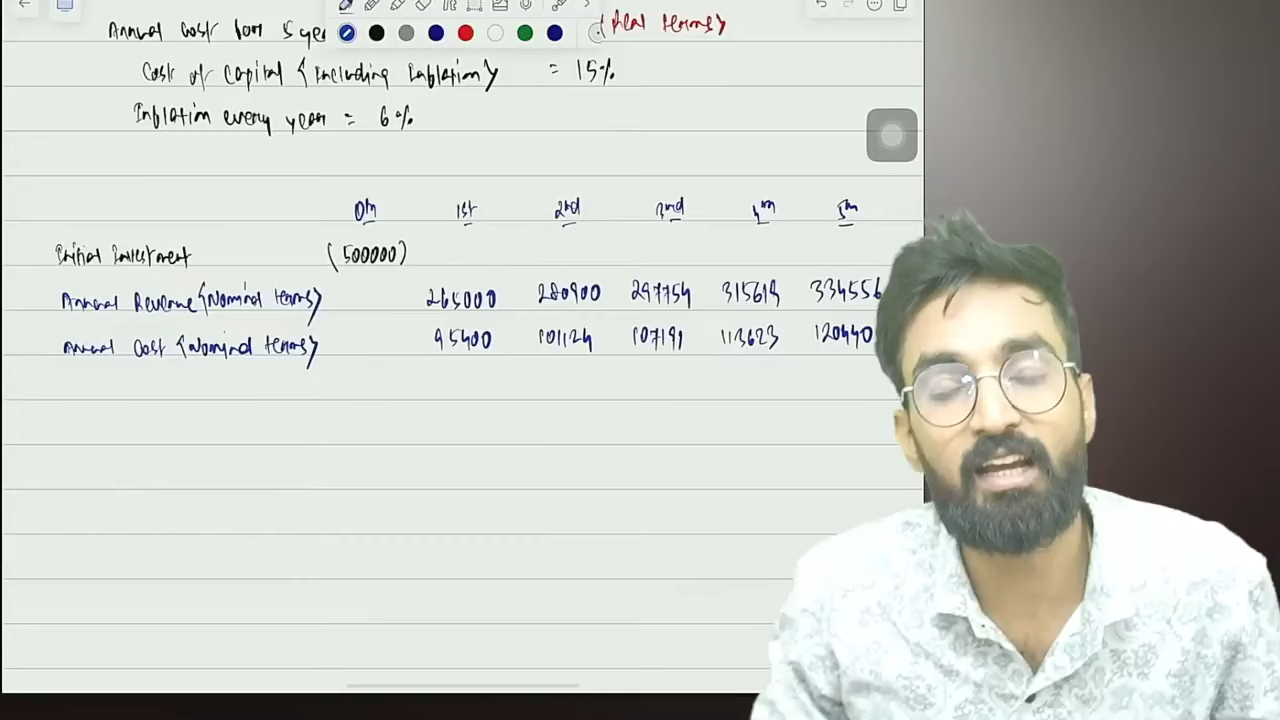 Annual Cost for 5 yea (Real terms)
Cost of Capital {Including Inflation} = 15%
Inflation every year = 6%
0th 1st 2nd 3rd 4th 5th
Initial Investment (500000)
Annual Revenue {Nominal terms} 265000 280900 297754 315619 334556
Annual Cost {Nominal terms} 95400 101124 107191 113623 120440